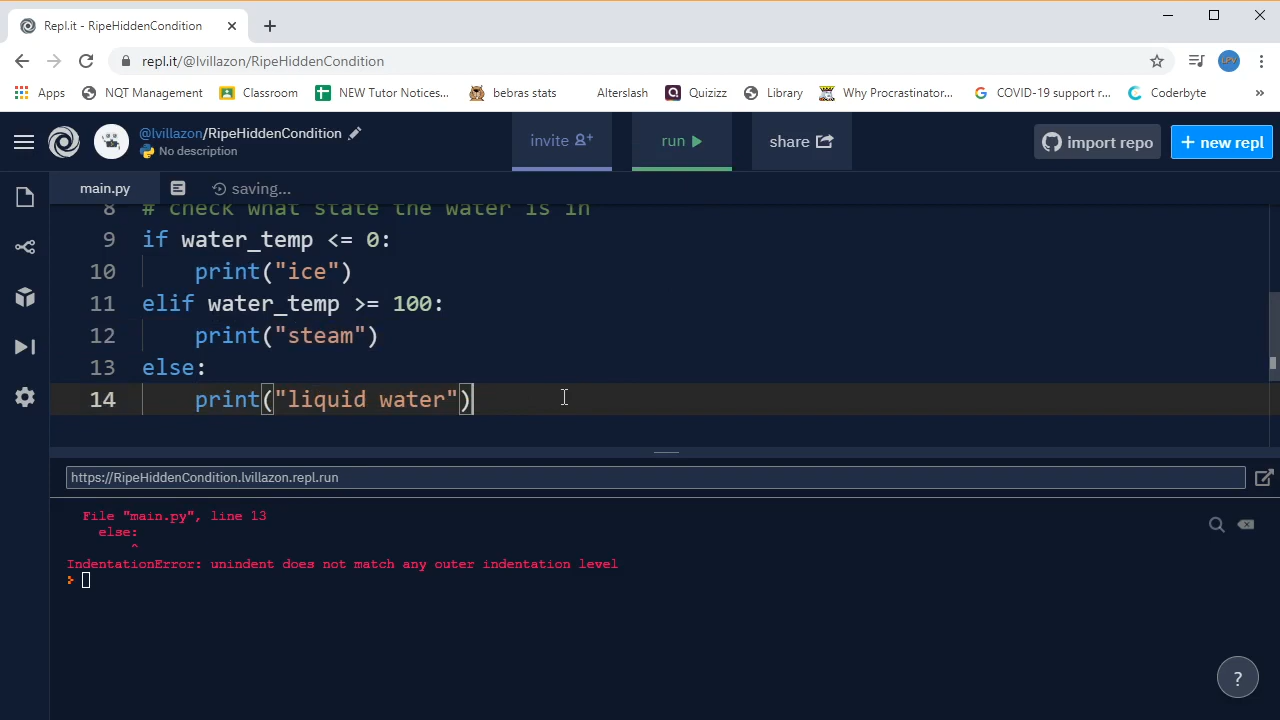 Repl.it - RipeHiddenCondition
repl.it/@lvillazon/RipeHiddenCondition
Apps NQT Management Classroom NEW Tutor Notices... bebras stats Alterslash Quizizz Library Why Procrastinator... COVID-19 support r... Coderbyte »
@lvillazon/RipeHiddenCondition
No description
invite run share import repo + new repl
main.py saving...
8 # check what state the water is in
9 if water_temp <= 0:
10 print("ice")
11 elif water_temp >= 100:
12 print("steam")
13 else:
14 print("liquid water")
https://RipeHiddenCondition.lvillazon.repl.run
File "main.py", line 13
else:
^
IndentationError: unindent does not match any outer indentation level
>
?